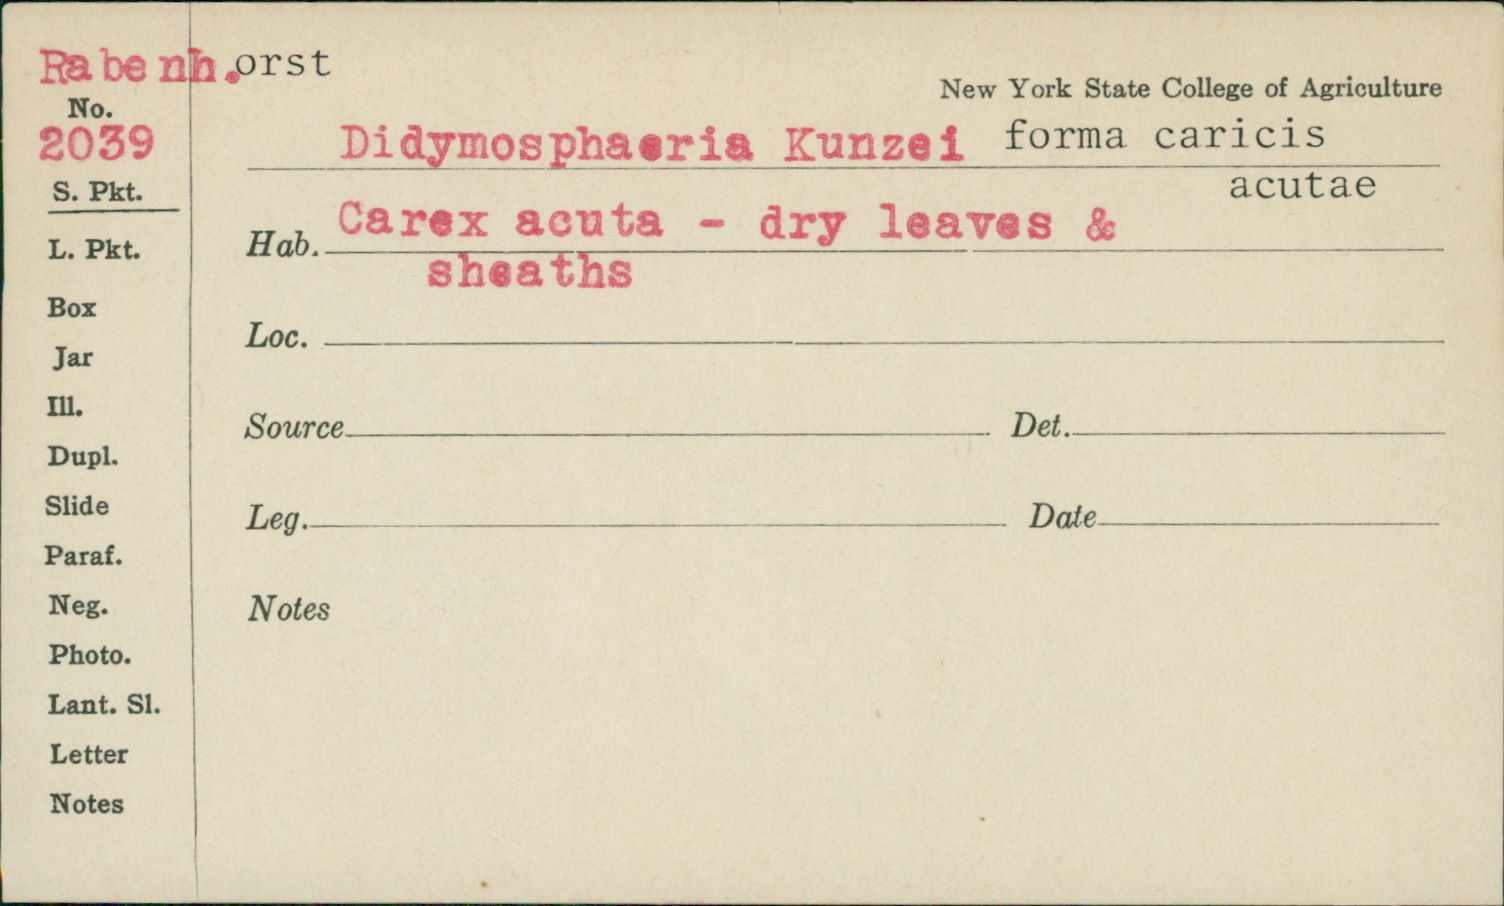 Rabenh.orst
New York State College of Agriculture
No.
2039
Didymosphaeria Kunzei forma caricis
acutae
S. Pkt.
Hab. Carex acuta - dry leaves &
sheaths
L. Pkt.
Box
Loc.
Jar
Ill.
Source Det.
Dupl.
Slide
Leg. Date
Paraf.
Neg.
Notes
Photo.
Lant. Sl.
Letter
Notes